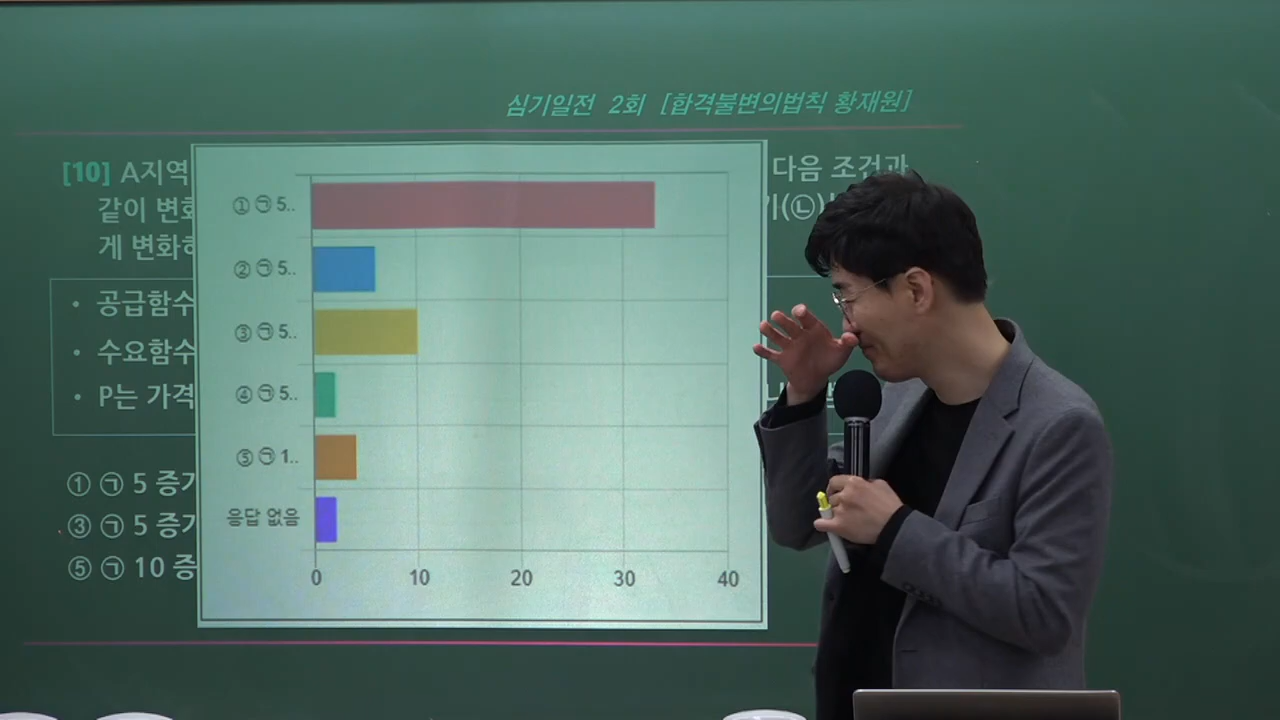 심기일전 2회 [합격불변의법칙 황재원]
[10] A지역 다음 조건과
같이 변화 기(㉡)
게 변화하
• 공급함수
• 수요함수
• P는 가격
① ㉠ 5 증가
③ ㉠ 5 증가
⑤ ㉠ 10 증
① ㉠ 5..
② ㉠ 5..
③ ㉠ 5..
④ ㉠ 5..
⑤ ㉠ 1..
응답 없음
0 10 20 30 40